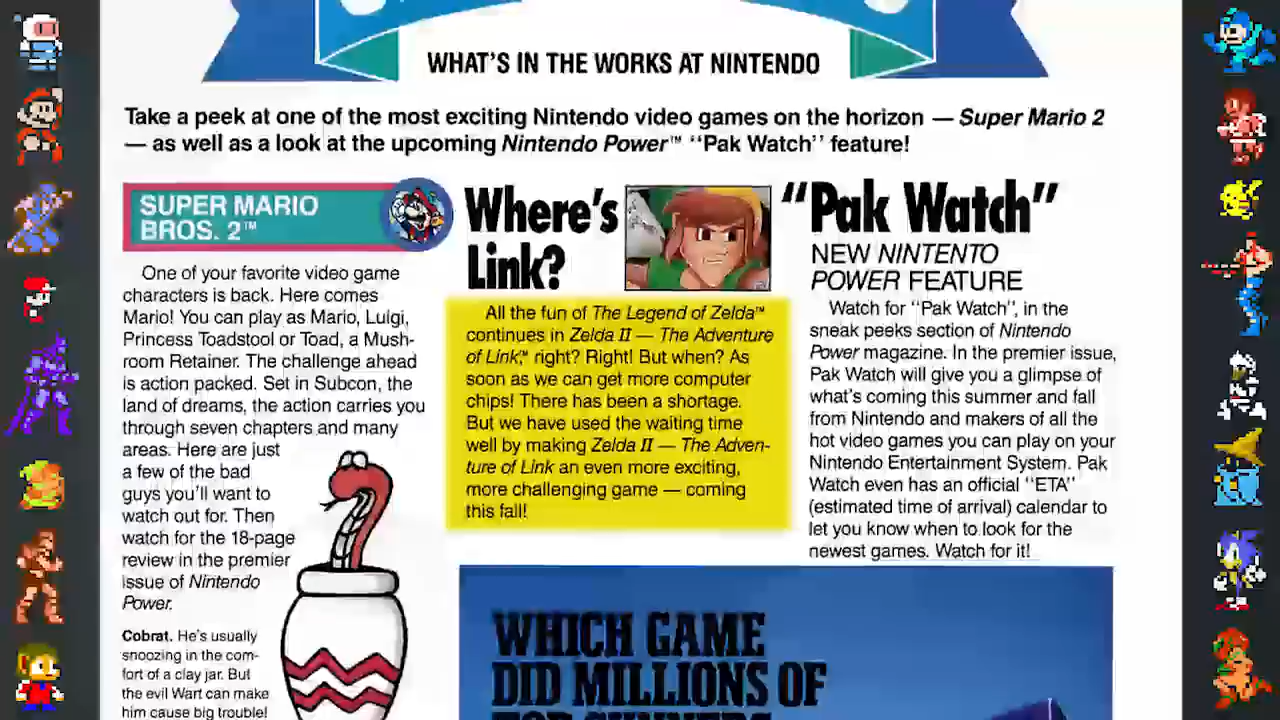 WHAT'S IN THE WORKS AT NINTENDO
Take a peek at one of the most exciting Nintendo video games on the horizon — Super Mario 2
— as well as a look at the upcoming Nintendo Power™ "Pak Watch" feature!
SUPER MARIO
BROS. 2™
One of your favorite video game
characters is back. Here comes
Mario! You can play as Mario, Luigi,
Princess Toadstool or Toad, a Mush-
room Retainer. The challenge ahead
is action packed. Set in Subcon, the
land of dreams, the action carries you
through seven chapters and many
areas. Here are just
a few of the bad
guys you'll want to
watch out for. Then
watch for the 18-page
review in the premier
issue of Nintendo
Power.
Cobrat. He's usually
snoozing in the com-
fort of a clay jar. But
the evil Wart can make
him cause big trouble!
Where's
Link?
All the fun of The Legend of Zelda™
continues in Zelda II — The Adventure
of Link,™ right? Right! But when? As
soon as we can get more computer
chips! There has been a shortage.
But we have used the waiting time
well by making Zelda II — The Adven-
ture of Link an even more exciting,
more challenging game — coming
this fall!
"Pak Watch"
NEW NINTENTO
POWER FEATURE
Watch for "Pak Watch", in the
sneak peeks section of Nintendo
Power magazine. In the premier issue,
Pak Watch will give you a glimpse of
what's coming this summer and fall
from Nintendo and makers of all the
hot video games you can play on your
Nintendo Entertainment System. Pak
Watch even has an official "ETA"
(estimated time of arrival) calendar to
let you know when to look for the
newest games. Watch for it!
WHICH GAME
DID MILLIONS OF